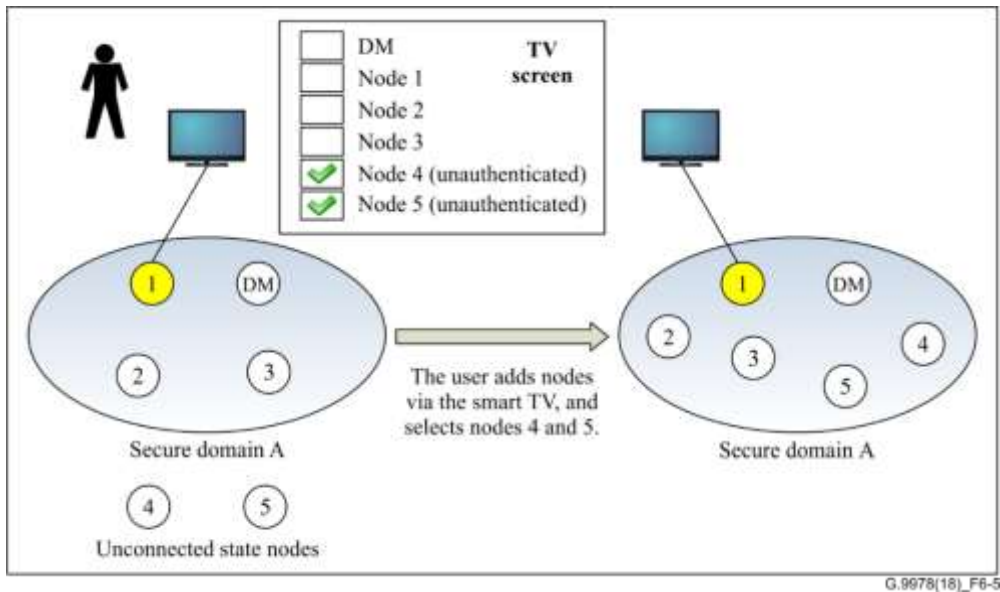 DM
TV
Node 1
screen
Node 2
Node 3
Node 4 (unauthenticated)
Node 5 (unauthenticated)
1
DM
2
3
Secure domain A
4
5
Unconnected state nodes
The user adds nodes
via the smart TV, and
selects nodes 4 and 5.
1
DM
2
3
4
5
Secure domain A
G.9978(18)_F6-5